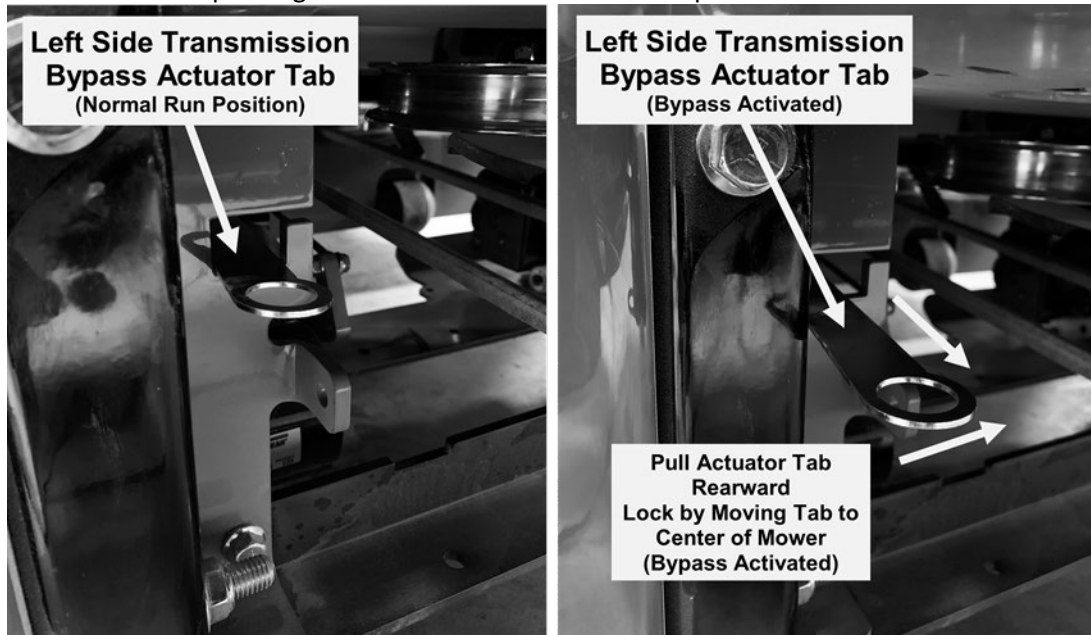 Left Side Transmission
Bypass Actuator Tab
(Normal Run Position)
Left Side Transmission
Bypass Actuator Tab
(Bypass Activated)
Pull Actuator Tab
Rearward
Lock by Moving Tab to
Center of Mower
(Bypass Activated)